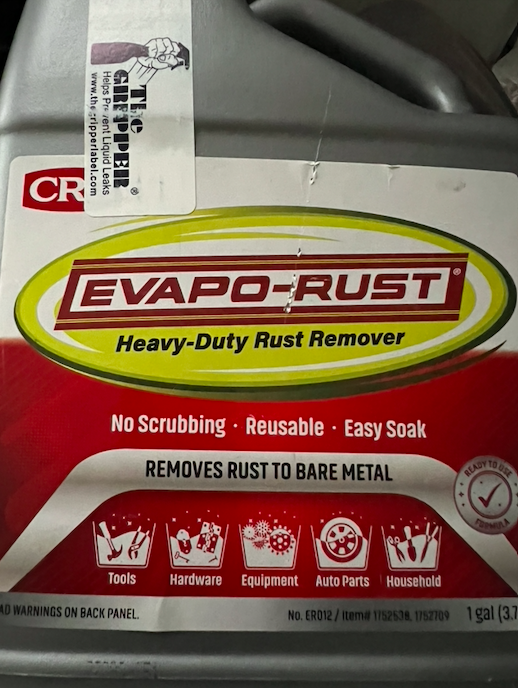 THE
GRIPPER®
Helps Prevent Liquid Leaks
www.thegripperlabel.com
CR
EVAPO-RUST®
Heavy-Duty Rust Remover
No Scrubbing · Reusable · Easy Soak
REMOVES RUST TO BARE METAL
READY TO USE
FORMULA
Tools Hardware Equipment Auto Parts Household
AD WARNINGS ON BACK PANEL.
No. ER012 / Item# 1752538, 1752709
1 gal (3.7